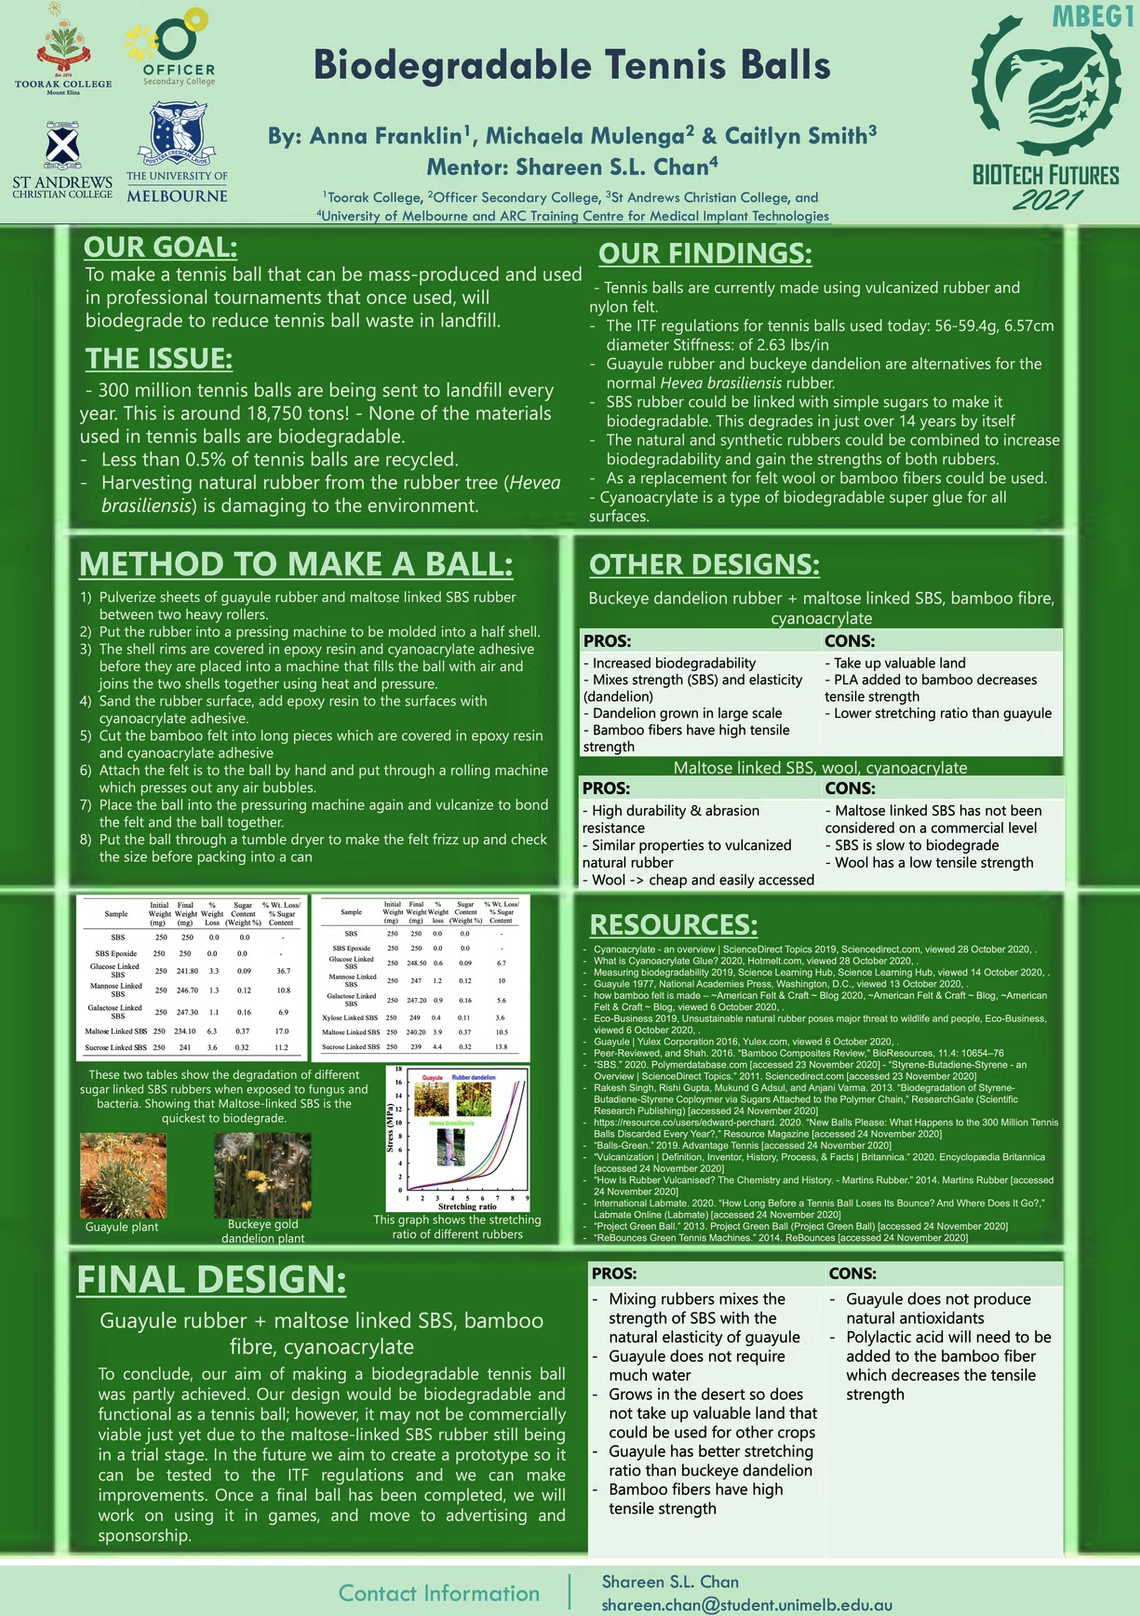 MBEG1
TOORAK COLLEGE
Mount Eliza
OFFICER
Secondary College
ST ANDREWS
CHRISTIAN COLLEGE
THE UNIVERSITY OF
MELBOURNE
Biodegradable Tennis Balls
By: Anna Franklin¹, Michaela Mulenga² & Caitlyn Smith³
Mentor: Shareen S.L. Chan⁴
¹Toorak College, ²Officer Secondary College, ³St Andrews Christian College, and
⁴University of Melbourne and ARC Training Centre for Medical Implant Technologies
BIOTECH FUTURES
2021
OUR GOAL:
To make a tennis ball that can be mass-produced and used
in professional tournaments that once used, will
biodegrade to reduce tennis ball waste in landfill.
THE ISSUE:
- 300 million tennis balls are being sent to landfill every
year. This is around 18,750 tons! - None of the materials
used in tennis balls are biodegradable.
- Less than 0.5% of tennis balls are recycled.
- Harvesting natural rubber from the rubber tree (Hevea
brasiliensis) is damaging to the environment.
OUR FINDINGS:
- Tennis balls are currently made using vulcanized rubber and
nylon felt.
- The ITF regulations for tennis balls used today: 56-59.4g, 6.57cm
diameter Stiffness: of 2.63 lbs/in
- Guayule rubber and buckeye dandelion are alternatives for the
normal Hevea brasiliensis rubber.
- SBS rubber could be linked with simple sugars to make it
biodegradable. This degrades in just over 14 years by itself
- The natural and synthetic rubbers could be combined to increase
biodegradability and gain the strengths of both rubbers.
- As a replacement for felt wool or bamboo fibers could be used.
- Cyanoacrylate is a type of biodegradable super glue for all
surfaces.
METHOD TO MAKE A BALL:
1) Pulverize sheets of guayule rubber and maltose linked SBS rubber
between two heavy rollers.
2) Put the rubber into a pressing machine to be molded into a half shell.
3) The shell rims are covered in epoxy resin and cyanoacrylate adhesive
before they are placed into a machine that fills the ball with air and
joins the two shells together using heat and pressure.
4) Sand the rubber surface, add epoxy resin to the surfaces with
cyanoacrylate adhesive.
5) Cut the bamboo felt into long pieces which are covered in epoxy resin
and cyanoacrylate adhesive
6) Attach the felt is to the ball by hand and put through a rolling machine
which presses out any air bubbles.
7) Place the ball into the pressuring machine again and vulcanize to bond
the felt and the ball together.
8) Put the ball through a tumble dryer to make the felt frizz up and check
the size before packing into a can
OTHER DESIGNS:
Buckeye dandelion rubber + maltose linked SBS, bamboo fibre,
cyanoacrylate
PROS:
- Increased biodegradability
- Mixes strength (SBS) and elasticity
(dandelion)
- Dandelion grown in large scale
- Bamboo fibers have high tensile
strength
CONS:
- Take up valuable land
- PLA added to bamboo decreases
tensile strength
- Lower stretching ratio than guayule
Maltose linked SBS, wool, cyanoacrylate
PROS:
- High durability & abrasion
resistance
- Similar properties to vulcanized
natural rubber
- Wool -> cheap and easily accessed
CONS:
- Maltose linked SBS has not been
considered on a commercial level
- SBS is slow to biodegrade
- Wool has a low tensile strength
Sample Initial Weight (mg) Final Weight (mg) % Weight Loss Sugar Content (Weight %) % Wt. Loss/ % Sugar Content
SBS 250 250 0.0 0.0 -
SBS Epoxide 250 250 0.0 0.0 -
Glucose Linked SBS 250 241.80 3.3 0.09 36.7
Mannose Linked SBS 250 246.70 1.3 0.12 10.8
Galactose Linked SBS 250 247.30 1.1 0.16 6.9
Maltose Linked SBS 250 234.10 6.3 0.37 17.0
Sucrose Linked SBS 250 241 3.6 0.32 11.2
Sample Initial Weight (mg) Final Weight (mg) % Weight loss Sugar Content (Weight %) % Wt. Loss/ % Sugar Content
SBS 250 250 0.0 0.0 -
SBS Epoxide 250 250 0.0 0.0 -
Glucose Linked SBS 250 248.50 0.6 0.09 6.7
Mannose Linked SBS 250 247 1.2 0.12 10
Galactose Linked SBS 250 247.20 0.9 0.16 5.6
Xylose Linked SBS 250 249 0.4 0.11 3.6
Maltose Linked SBS 250 240.20 3.9 0.37 10.5
Sucrose Linked SBS 250 239 4.4 0.32 13.8
These two tables show the degradation of different
sugar linked SBS rubbers when exposed to fungus and
bacteria. Showing that Maltose-linked SBS is the
quickest to biodegrade.
Guayule plant
Buckeye gold
dandelion plant
Stress (MPa)
18
16
14
12
10
8
6
4
2
0
Guayule
Rubber dandelion
Hevea brasiliensis
1 2 3 4 5 6 7 8 9
Stretching ratio
This graph shows the stretching
ratio of different rubbers
RESOURCES:
- Cyanoacrylate - an overview | ScienceDirect Topics 2019, Sciencedirect.com, viewed 28 October 2020, .
- What is Cyanoacrylate Glue? 2020, Hotmelt.com, viewed 28 October 2020, .
- Measuring biodegradability 2019, Science Learning Hub, Science Learning Hub, viewed 14 October 2020, .
- Guayule 1977, National Academies Press, Washington, D.C., viewed 13 October 2020, .
- how bamboo felt is made – ~American Felt & Craft ~ Blog 2020, ~American Felt & Craft ~ Blog, ~American
Felt & Craft ~ Blog, viewed 6 October 2020, .
- Eco-Business 2019, Unsustainable natural rubber poses major threat to wildlife and people, Eco-Business,
viewed 6 October 2020, .
- Guayule | Yulex Corporation 2016, Yulex.com, viewed 6 October 2020, .
- Peer-Reviewed, and Shah. 2016. “Bamboo Composites Review,” BioResources, 11.4: 10654–76
- “SBS.” 2020. Polymerdatabase.com [accessed 23 November 2020] - “Styrene-Butadiene-Styrene - an
Overview | ScienceDirect Topics.” 2011. Sciencedirect.com [accessed 23 November 2020]
- Rakesh Singh, Rishi Gupta, Mukund G Adsul, and Anjani Varma. 2013. “Biodegradation of Styrene-
Butadiene-Styrene Coploymer via Sugars Attached to the Polymer Chain,” ResearchGate (Scientific
Research Publishing) [accessed 24 November 2020]
- https://resource.co/users/edward-perchard. 2020. “New Balls Please: What Happens to the 300 Million Tennis
Balls Discarded Every Year?,” Resource Magazine [accessed 24 November 2020]
- “Balls-Green.” 2019. Advantage Tennis [accessed 24 November 2020]
- “Vulcanization | Definition, Inventor, History, Process, & Facts | Britannica.” 2020. Encyclopædia Britannica
[accessed 24 November 2020]
- “How Is Rubber Vulcanised? The Chemistry and History. - Martins Rubber.” 2014. Martins Rubber [accessed
24 November 2020]
- International Labmate. 2020. “How Long Before a Tennis Ball Loses Its Bounce? And Where Does It Go?,”
Labmate Online (Labmate) [accessed 24 November 2020]
- “Project Green Ball.” 2013. Project Green Ball (Project Green Ball) [accessed 24 November 2020]
- “ReBounces Green Tennis Machines.” 2014. ReBounces [accessed 24 November 2020]
FINAL DESIGN:
Guayule rubber + maltose linked SBS, bamboo
fibre, cyanoacrylate
To conclude, our aim of making a biodegradable tennis ball
was partly achieved. Our design would be biodegradable and
functional as a tennis ball; however, it may not be commercially
viable just yet due to the maltose-linked SBS rubber still being
in a trial stage. In the future we aim to create a prototype so it
can be tested to the ITF regulations and we can make
improvements. Once a final ball has been completed, we will
work on using it in games, and move to advertising and
sponsorship.
PROS:
- Mixing rubbers mixes the
strength of SBS with the
natural elasticity of guayule
- Guayule does not require
much water
- Grows in the desert so does
not take up valuable land that
could be used for other crops
- Guayule has better stretching
ratio than buckeye dandelion
- Bamboo fibers have high
tensile strength
CONS:
- Guayule does not produce
natural antioxidants
- Polylactic acid will need to be
added to the bamboo fiber
which decreases the tensile
strength
Contact Information
Shareen S.L. Chan
shareen.chan@student.unimelb.edu.au